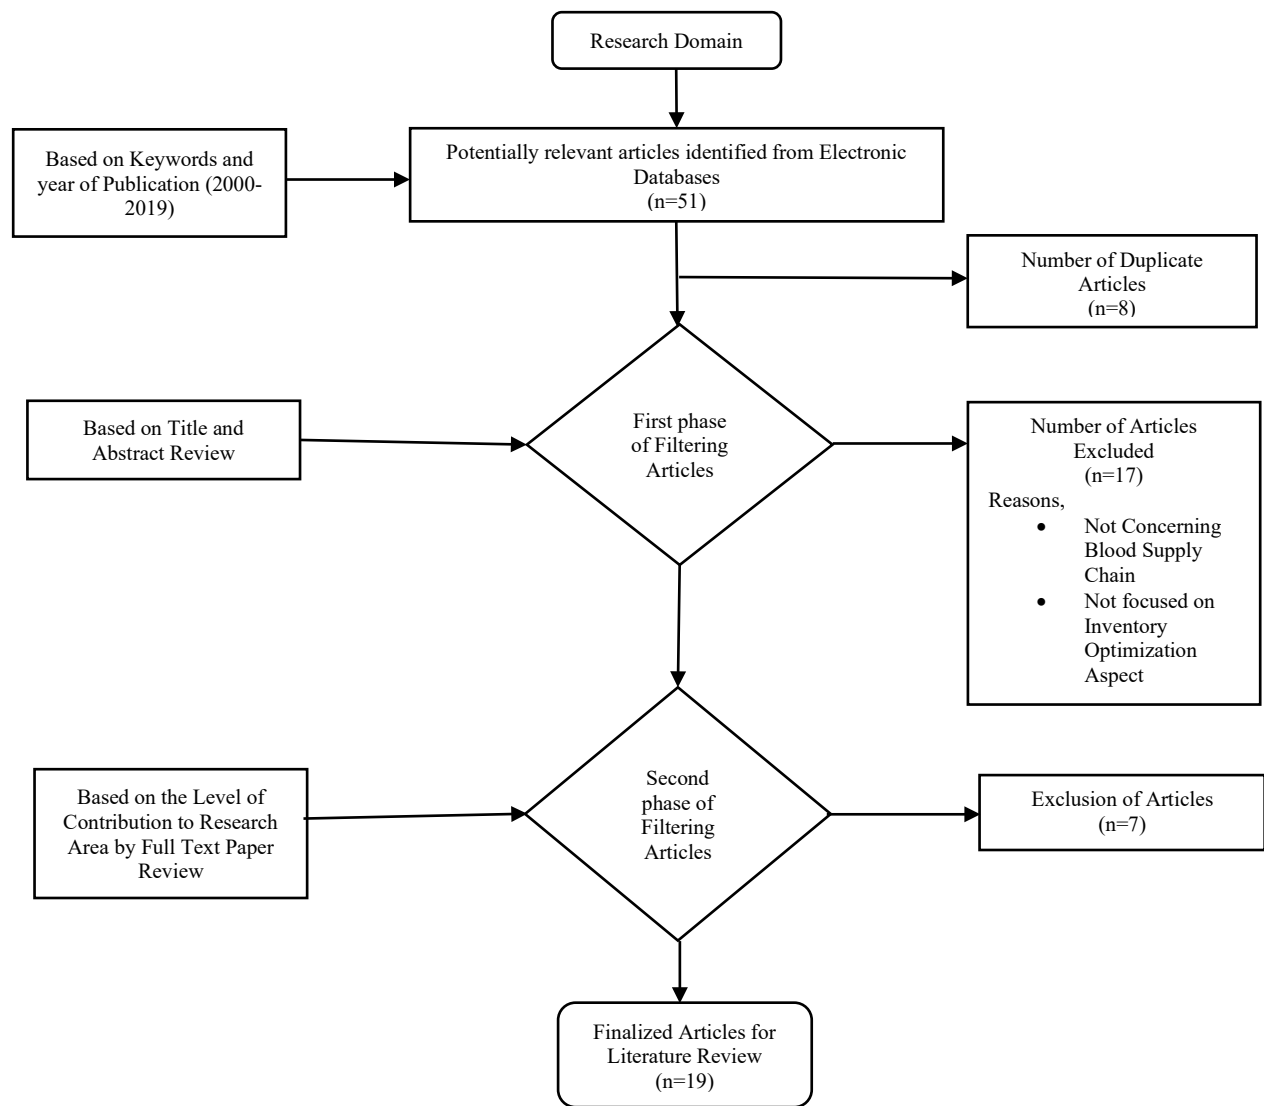 Research Domain
Based on Keywords and
year of Publication (2000-
2019)
Potentially relevant articles identified from Electronic
Databases
(n=51)
Number of Duplicate
Articles
(n=8)
Based on Title and
Abstract Review
First phase
of Filtering
Articles
Number of Articles
Excluded
(n=17)
Reasons,
• Not Concerning
Blood Supply
Chain
• Not focused on
Inventory
Optimization
Aspect
Based on the Level of
Contribution to Research
Area by Full Text Paper
Review
Second
phase of
Filtering
Articles
Exclusion of Articles
(n=7)
Finalized Articles for
Literature Review
(n=19)